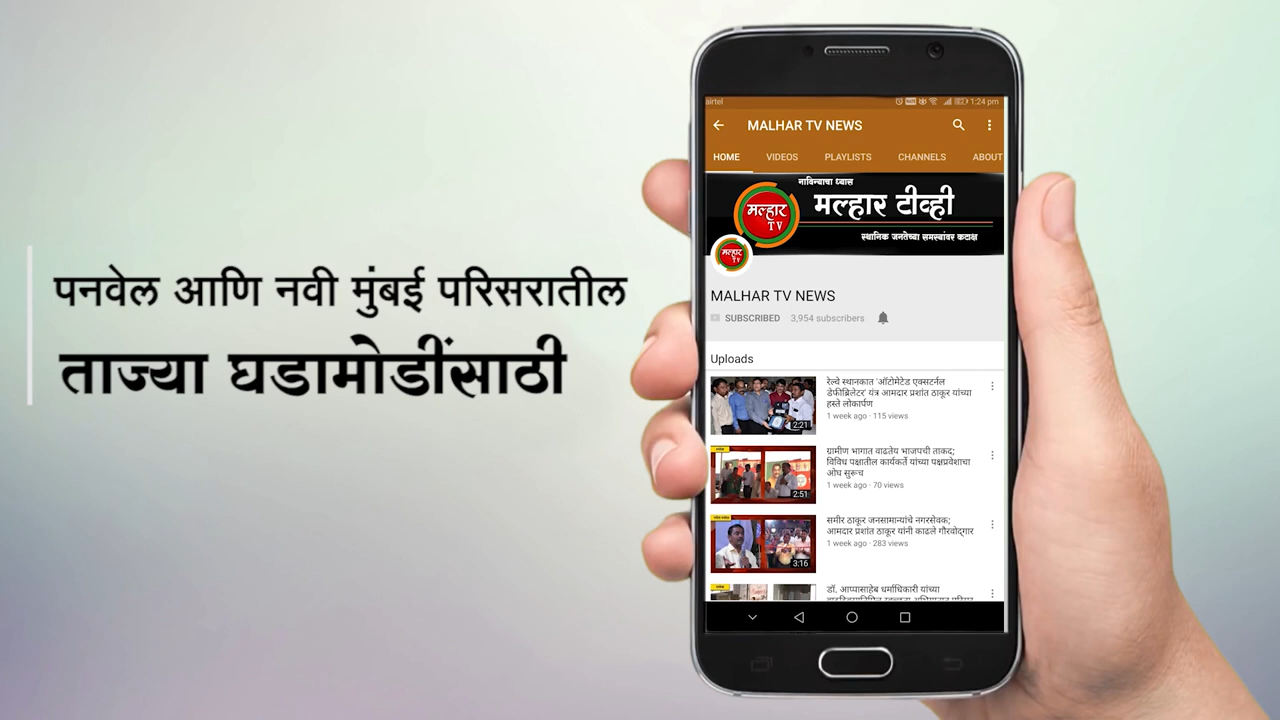 पनवेल आणि नवी मुंबई परिसरातील
ताज्या घडामोडींसाठी
airtel
1:24 pm
MALHAR TV NEWS
HOME VIDEOS PLAYLISTS CHANNELS ABOUT
नाविन्याचा ध्यास
मल्हार टीव्ही
मल्हार
TV
स्थानिक जनतेच्या समस्यांवर कटाक्ष
मल्हार
TV
MALHAR TV NEWS
SUBSCRIBED 3,954 subscribers
Uploads
रेल्वे स्थानकात 'ऑटोमेटेड एक्सटर्नल
डेफीब्रिलेटर' यंत्र आमदार प्रशांत ठाकूर यांच्या
हस्ते लोकार्पण
1 week ago · 115 views
2:21
ग्रामीण भागात वाढतेय भाजपची ताकद;
विविध पक्षातील कार्यकर्ते यांच्या पक्षप्रवेशाचा
ओघ सुरूच
1 week ago · 70 views
2:51
समीर ठाकूर जनसामान्यांचे नगरसेवक;
आमदार प्रशांत ठाकूर यांनी काढले गौरवोद्गार
1 week ago · 283 views
3:16
डॉ. आप्पासाहेब धर्माधिकारी यांच्या